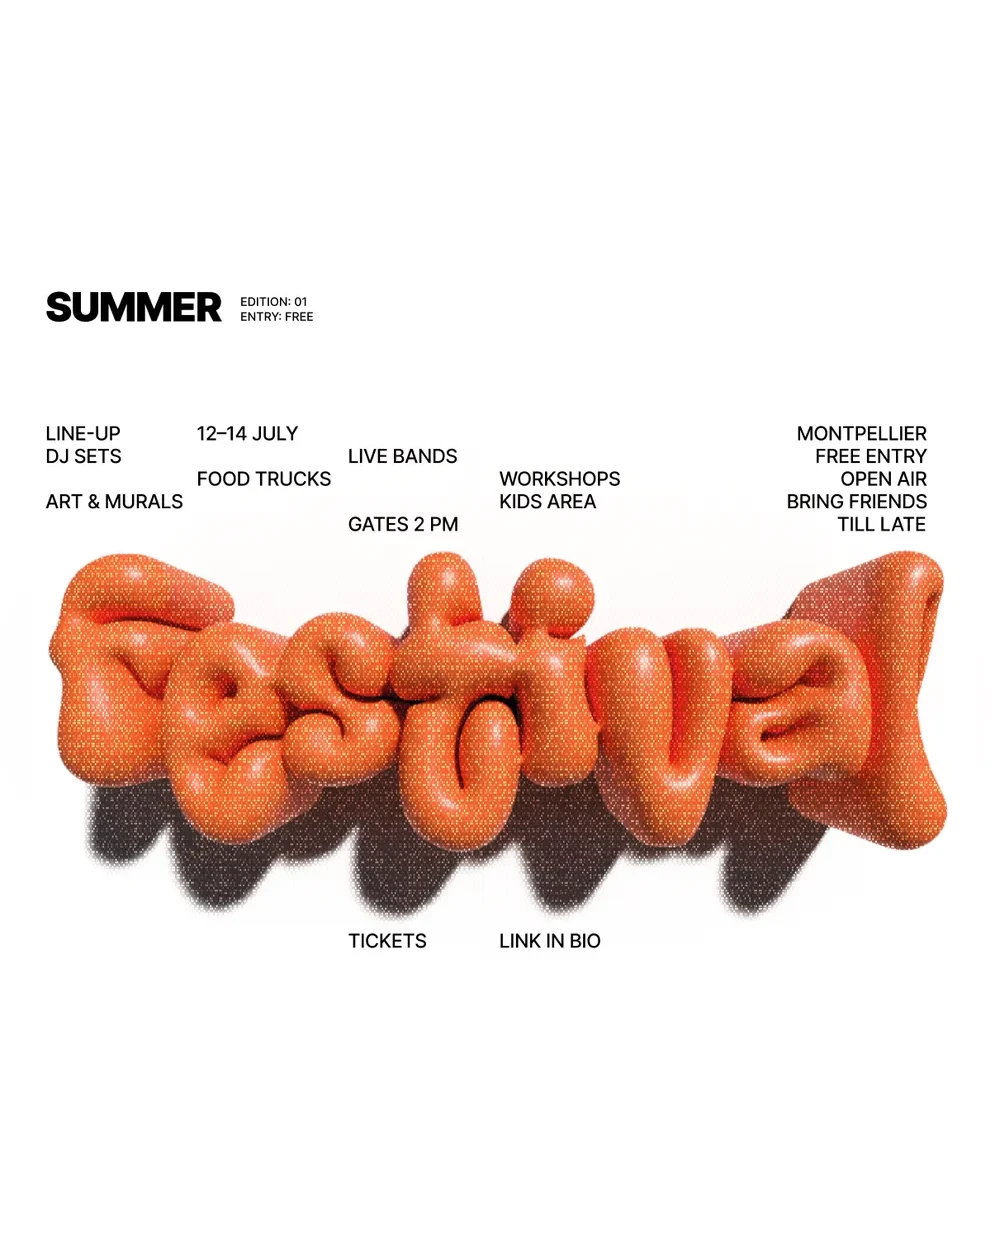 SUMMER
EDITION: 01
ENTRY: FREE
LINE-UP
DJ SETS
ART & MURALS
12–14 JULY
FOOD TRUCKS
LIVE BANDS
GATES 2 PM
WORKSHOPS
KIDS AREA
MONTPELLIER
FREE ENTRY
OPEN AIR
BRING FRIENDS
TILL LATE
Festival
TICKETS
LINK IN BIO